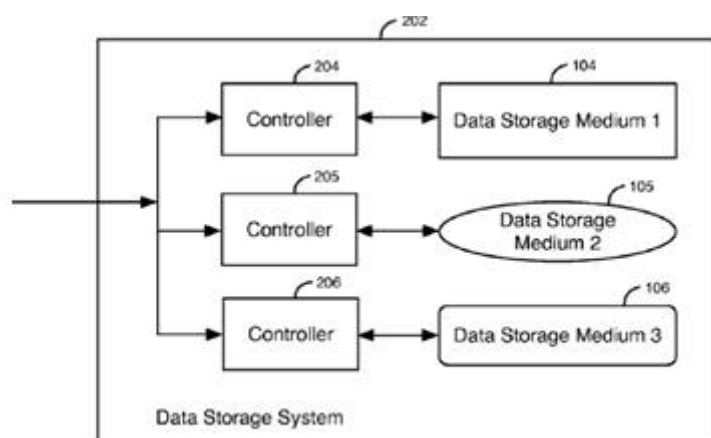 202
204
104
Controller
Data Storage Medium 1
205
105
Controller
Data Storage
Medium 2
206
106
Controller
Data Storage Medium 3
Data Storage System